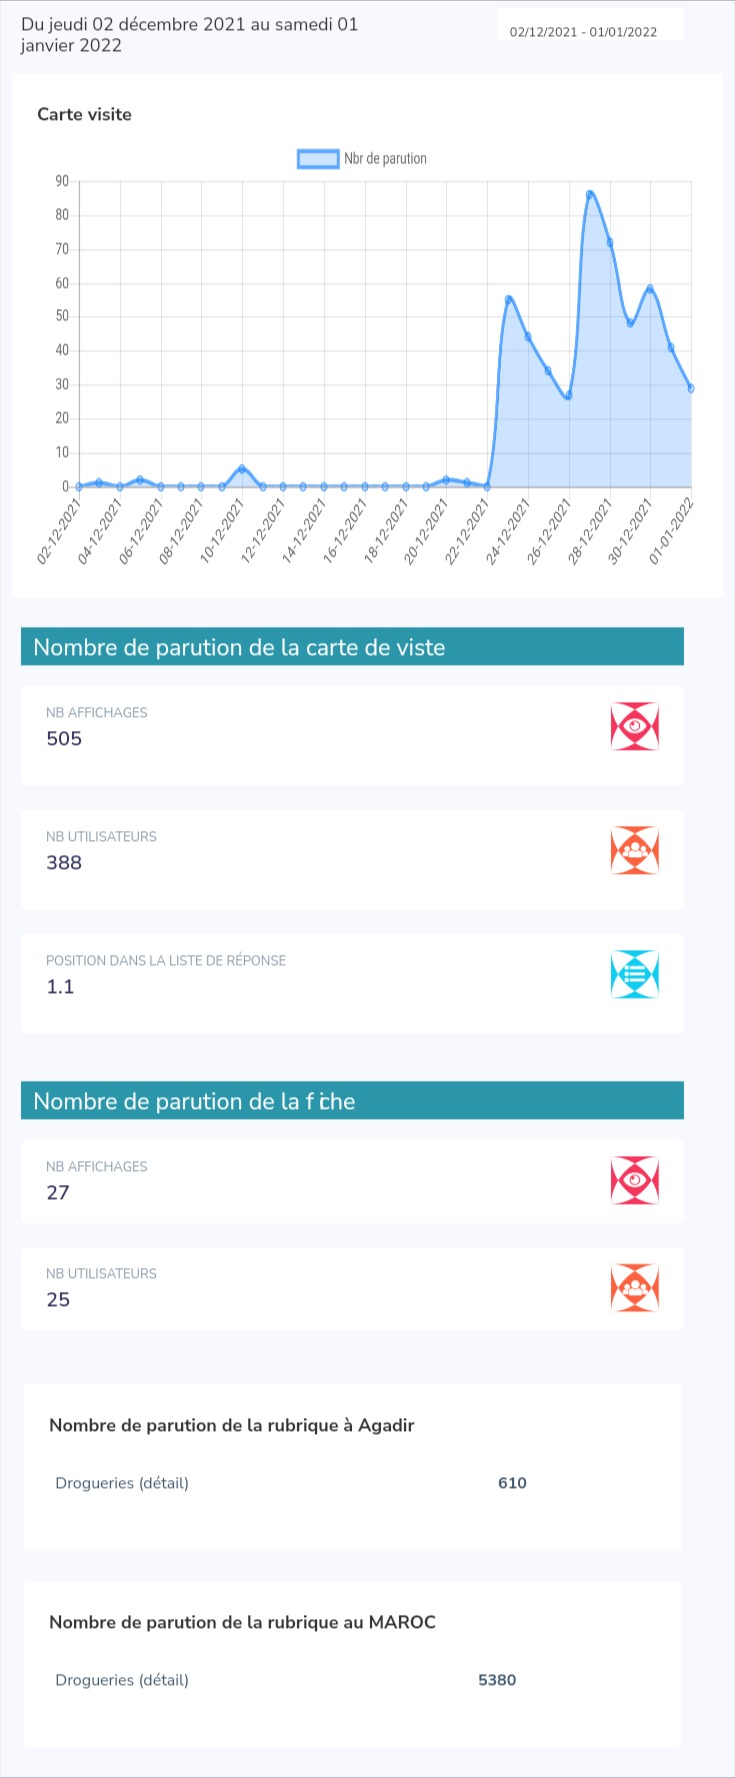 Du jeudi 02 décembre 2021 au samedi 01
janvier 2022
02/12/2021 - 01/01/2022
Carte visite
Nbr de parution
90
80
70
60
50
40
30
20
10
0
02-12-2021
04-12-2021
06-12-2021
08-12-2021
10-12-2021
12-12-2021
14-12-2021
16-12-2021
18-12-2021
20-12-2021
22-12-2021
24-12-2021
26-12-2021
28-12-2021
30-12-2021
01-01-2022
Nombre de parution de la carte de viste
NB AFFICHAGES
505
NB UTILISATEURS
388
POSITION DANS LA LISTE DE RÉPONSE
1.1
Nombre de parution de la fiche
NB AFFICHAGES
27
NB UTILISATEURS
25
Nombre de parution de la rubrique à Agadir
Drogueries (détail) 610
Nombre de parution de la rubrique au MAROC
Drogueries (détail) 5380